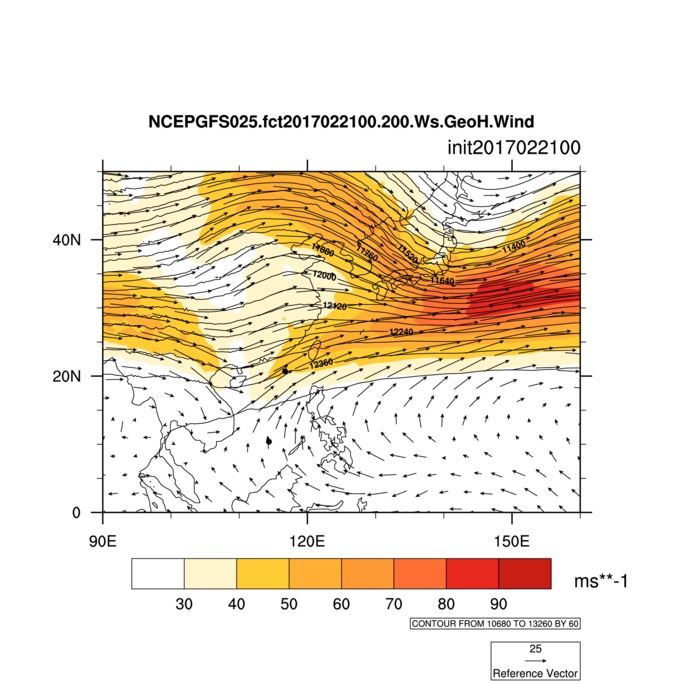 NCEPGFS025.fct2017022100.200.Ws.GeoH.Wind
init2017022100
40N
20N
0
90E 120E 150E
11880
11760
11520
11400
12000
11640
12120
12240
12360
30 40 50 60 70 80 90
ms**-1
CONTOUR FROM 10680 TO 13260 BY 60
25
Reference Vector